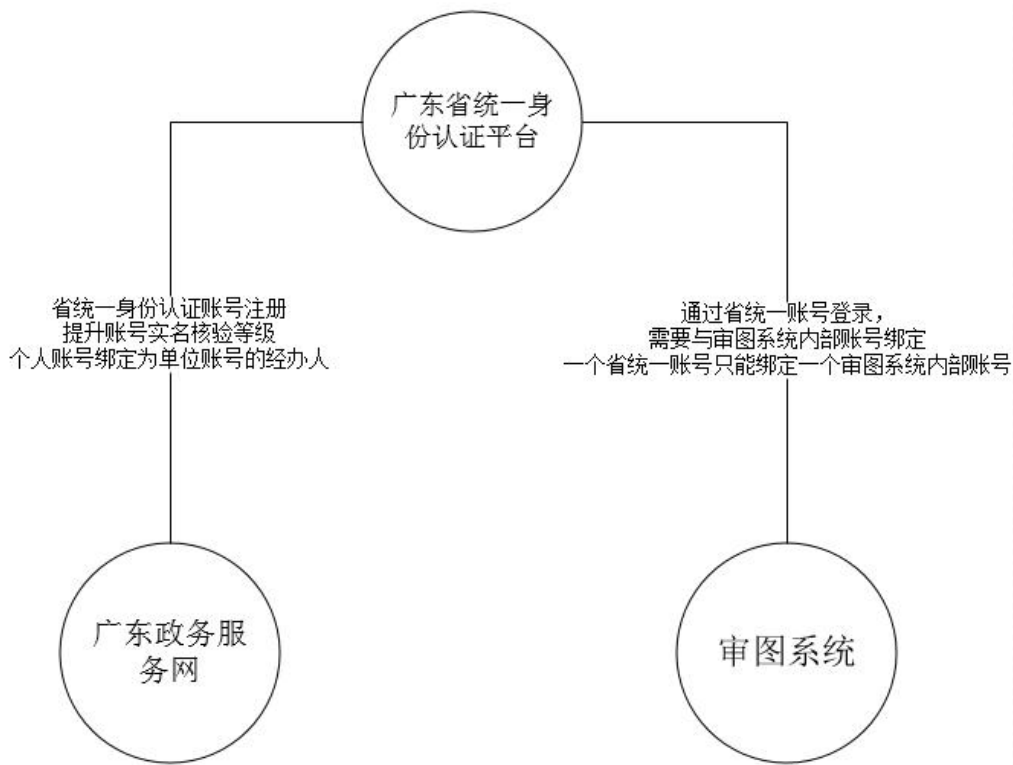 广东省统一身
份认证平台
省统一身份认证账号注册
提升账号实名核验等级
个人账号绑定为单位账号的经办人
通过省统一账号登录，
需要与审图系统内部账号绑定
一个省统一账号只能绑定一个审图系统内部账号
广东政务服
务网
审图系统